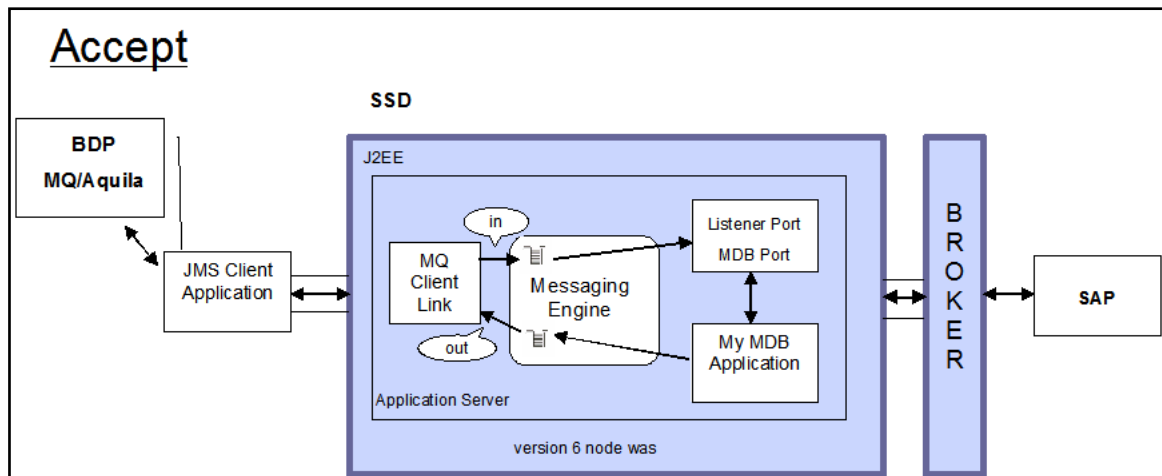 Accept
SSD
BDP
MQ/Aquila
J2EE
in
Listener Port
MDB Port
JMS Client
Application
MQ
Client
Link
Messaging
Engine
out
My MDB
Application
Application Server
version 6 node was
B
R
O
K
E
R
SAP